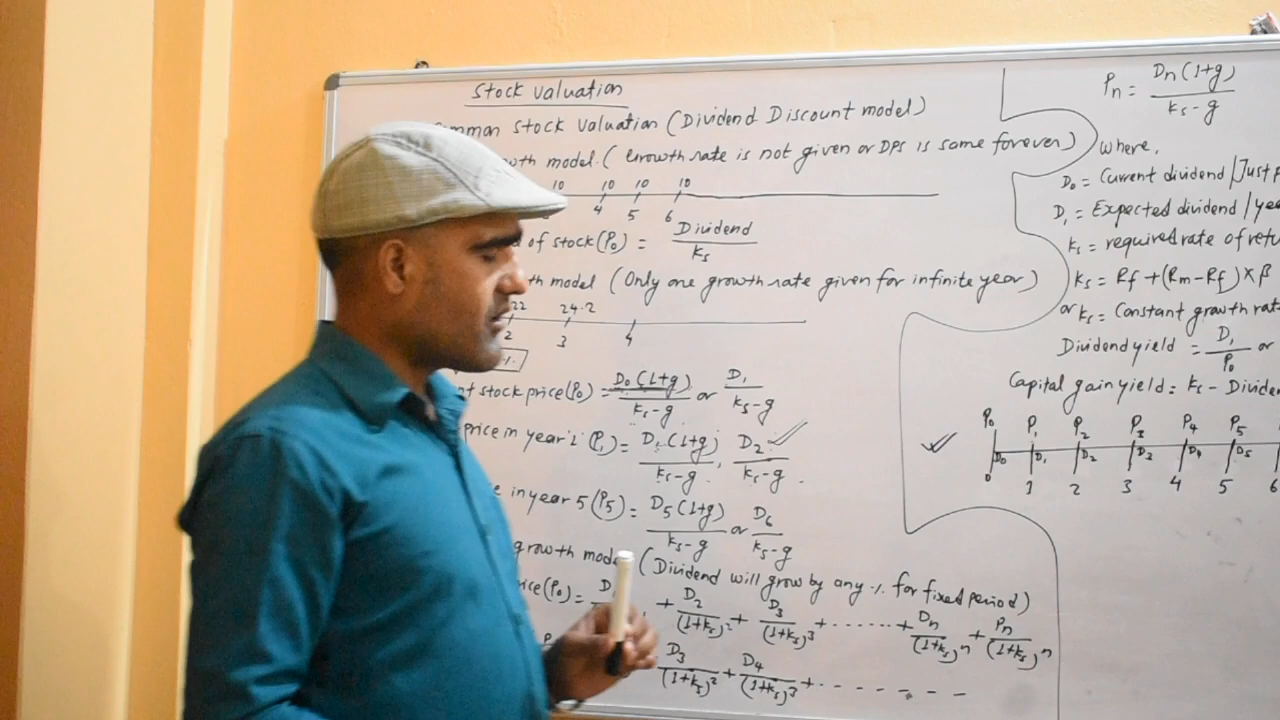 Stock valuation
Common Stock Valuation (Dividend Discount model)
model. (Growth rate is not given or DPS is same forever)
10 10 10 10
4 5 6
of stock (P₀) = Dividend / kₛ
model (Only one growth rate given for infinite year)
22 24.2
2 3 4
stock price (P₀) = D₀(1+g) / kₛ-g or D₁ / kₛ-g
price in year 1 (P₁) = D₁(1+g) / kₛ-g , D₂ / kₛ-g
in year 5 (P₅) = D₅(1+g) / kₛ-g or D₆ / kₛ-g
growth model (Dividend will grow by any % for fixed period)
(P₀) = + D₂ / (1+kₛ)² + D₃ / (1+kₛ)³ + ...... + Dₙ / (1+kₛ)ⁿ + Pₙ / (1+kₛ)ⁿ
D₃ / (1+kₛ)² + D₄ / (1+kₛ)³ + - - - - - - -
Pₙ = Dₙ(1+g) / kₛ-g
where,
D₀ = Current dividend / Just
D₁ = Expected dividend /
kₛ = required rate of
kₛ = Rf + (Rm-Rf) × β
or kₛ = Constant growth
Dividend yield = D₁ / P₀ or
Capital gain yield = kₛ -
P₀ P₁ P₂ P₃ P₄ P₅
D₀ D₁ D₂ D₃ D₄ D₅
0 1 2 3 4 5 6